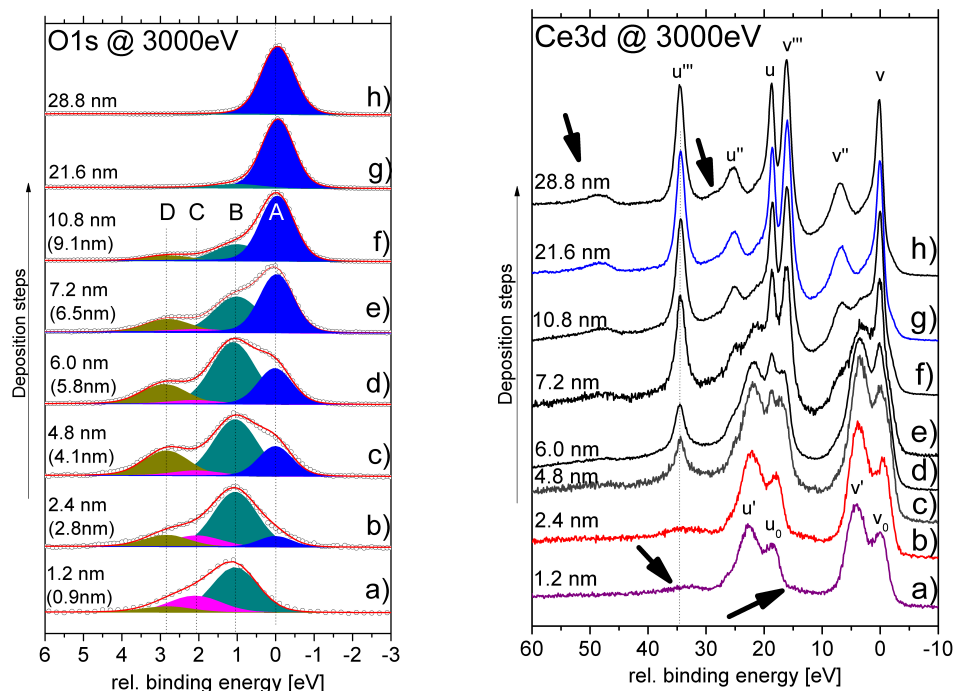 O1s @ 3000eV
28.8 nm
h)
21.6 nm
g)
D C B A
10.8 nm
(9.1nm)
f)
7.2 nm
(6.5nm)
e)
6.0 nm
(5.8nm)
d)
4.8 nm
(4.1nm)
c)
2.4 nm
(2.8nm)
b)
1.2 nm
(0.9nm)
a)
Deposition steps
6 5 4 3 2 1 0 -1 -2 -3
rel. binding energy [eV]
Ce3d @ 3000eV
u''' u v''' v
u'' v''
28.8 nm
h)
21.6 nm
g)
10.8 nm
f)
7.2 nm
e)
6.0 nm
d)
4.8 nm
c)
2.4 nm
b)
u' u0 v' v0
1.2 nm
a)
Deposition steps
60 50 40 30 20 10 0 -10
rel. binding energy [eV]